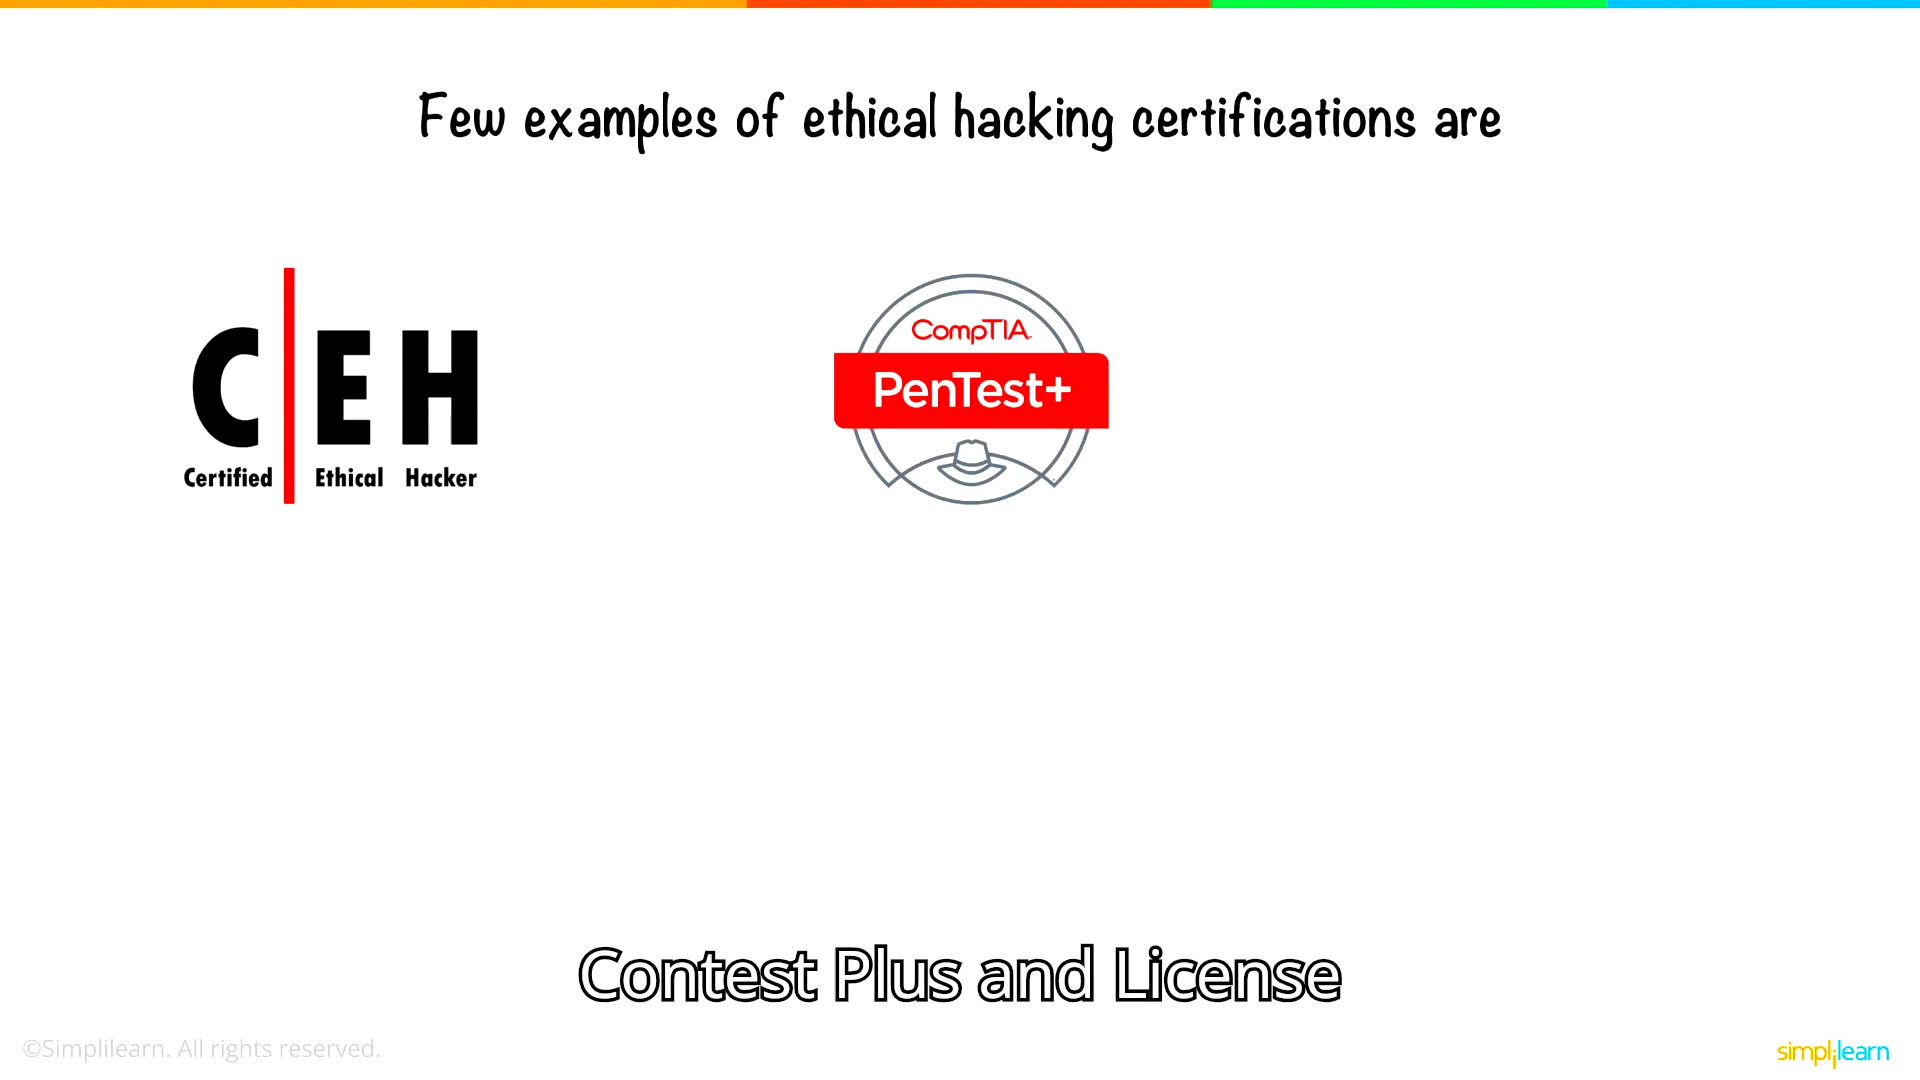 Few examples of ethical hacking certifications are
C EH
Certified Ethical Hacker
CompTIA
PenTest+
Contest Plus and License
©Simplilearn. All rights reserved.
simplilearn